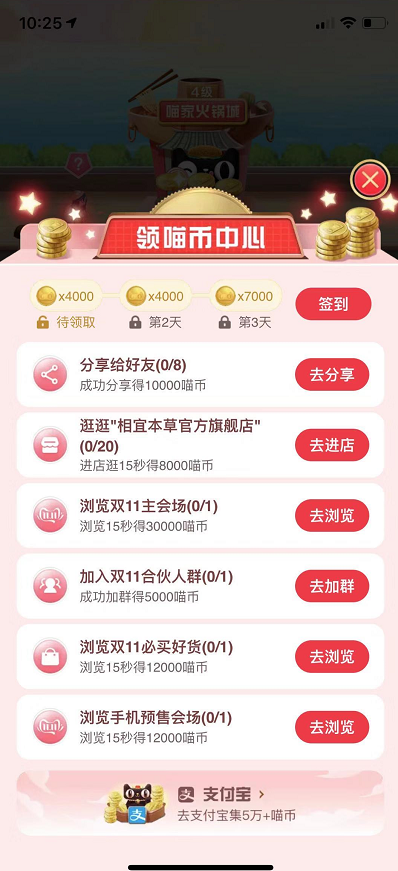 10:25
4级
喵家火锅城
?
领喵币中心
x4000
x4000
x7000
签到
待领取
第2天
第3天
分享给好友(0/8)
成功分享得10000喵币
去分享
逛逛"相宜本草官方旗舰店"
(0/20)
进店逛15秒得8000喵币
去进店
浏览双11主会场(0/1)
浏览15秒得30000喵币
去浏览
加入双11合伙人群(0/1)
成功加群得5000喵币
去加群
浏览双11必买好货(0/1)
浏览15秒得12000喵币
去浏览
浏览手机预售会场(0/1)
浏览15秒得12000喵币
去浏览
支
支 支付宝 >
去支付宝集5万+喵币